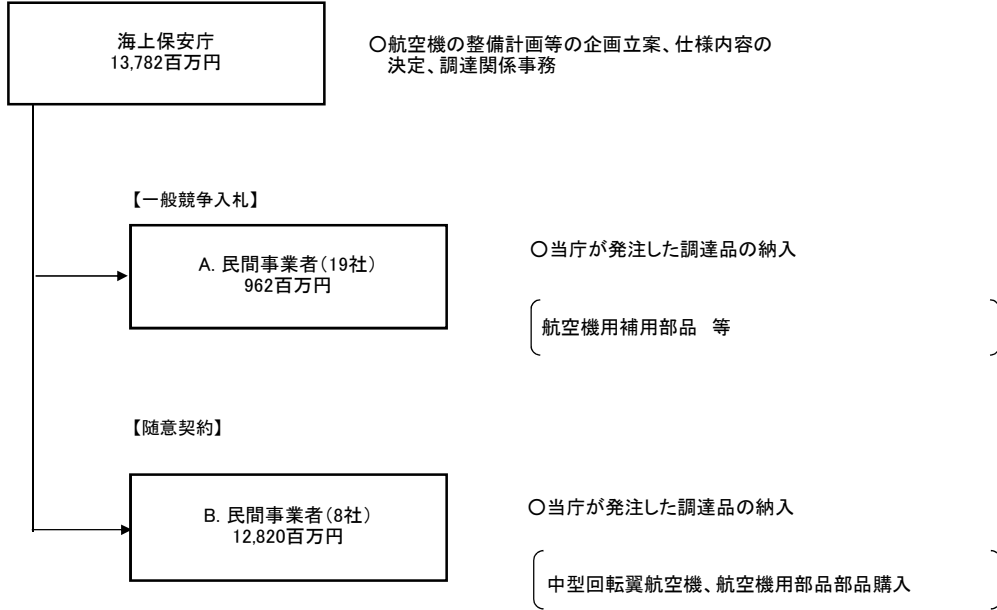 海上保安庁
13,782百万円
○航空機の整備計画等の企画立案、仕様内容の
決定、調達関係事務
【一般競争入札】
A. 民間事業者(19社)
962百万円
○当庁が発注した調達品の納入
航空機用補用部品 等
【随意契約】
B. 民間事業者(8社)
12,820百万円
○当庁が発注した調達品の納入
中型回転翼航空機、航空機用部品部品購入